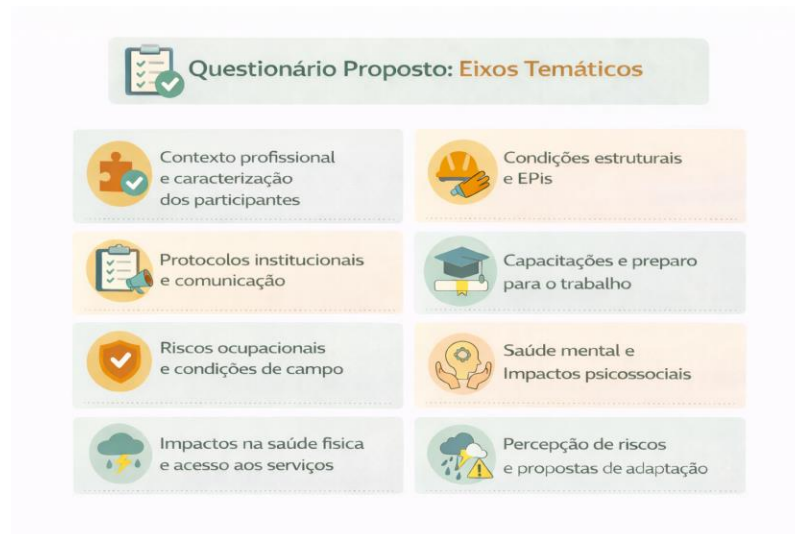 Questionário Proposto: Eixos Temáticos
Contexto profissional
e caracterização
dos participantes
Condições estruturais
e EPis
Protocolos institucionais
e comunicação
Capacitações e preparo
para o trabalho
Riscos ocupacionais
e condições de campo
Saúde mental e
Impactos psicossociais
Impactos na saúde fisica
e acesso aos serviços
Percepção de riscos
e propostas de adaptação